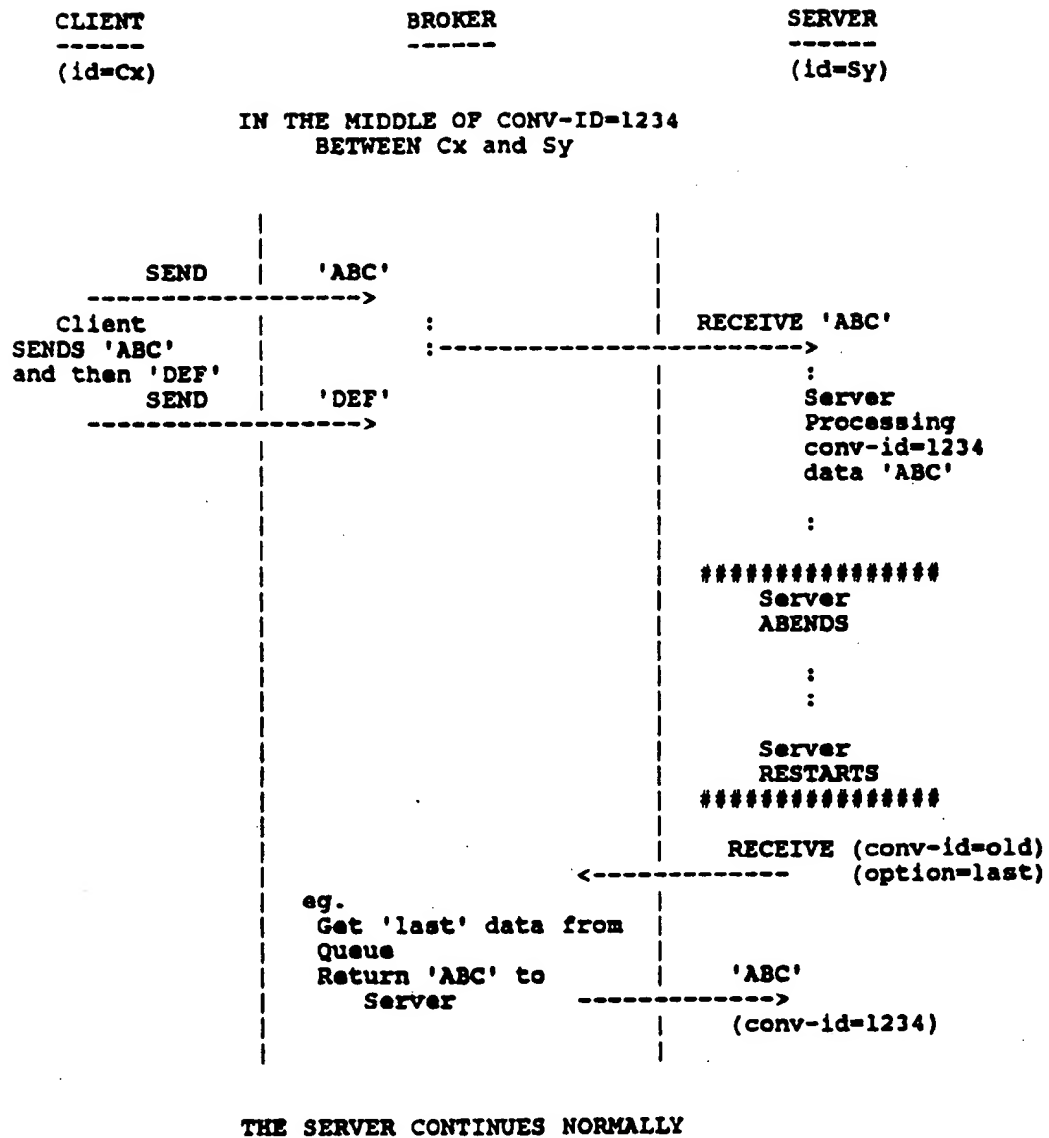 CLIENT BROKER SERVER
------ ------ ------
(id=Cx) (id=Sy)
IN THE MIDDLE OF CONV-ID=1234
BETWEEN Cx and Sy
SEND 'ABC'
Client
SENDS 'ABC'
and then 'DEF'
RECEIVE 'ABC'
SEND 'DEF'
:
Server
Processing
conv-id=1234
data 'ABC'
:
################
Server
ABENDS
:
:
Server
RESTARTS
################
RECEIVE (conv-id=old)
(option=last)
eg.
Get 'last' data from
Queue
Return 'ABC' to
Server
'ABC'
(conv-id=1234)
THE SERVER CONTINUES NORMALLY